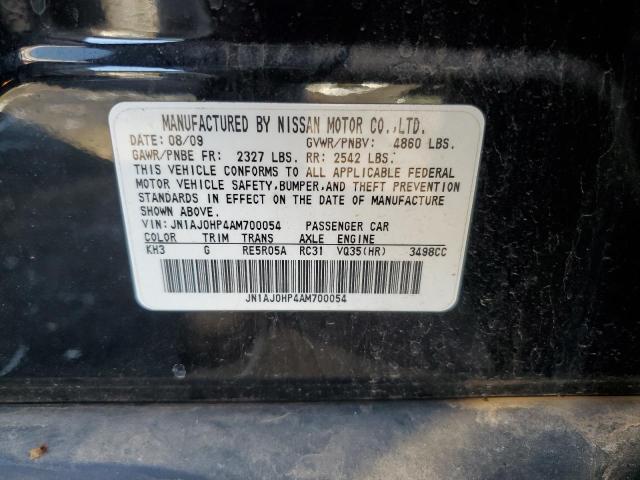 MANUFACTURED BY NISSAN MOTOR CO.,LTD.
DATE: 08/09 GVWR/PNBV: 4860 LBS.
GAWR/PNBE FR: 2327 LBS. RR: 2542 LBS.
THIS VEHICLE CONFORMS TO ALL APPLICABLE FEDERAL
MOTOR VEHICLE SAFETY,BUMPER,AND THEFT PREVENTION
STANDARDS IN EFFECT ON THE DATE OF MANUFACTURE
SHOWN ABOVE.
VIN: JN1AJ0HP4AM700054 PASSENGER CAR
COLOR TRIM TRANS AXLE ENGINE
KH3 G RE5R05A RC31 VQ35(HR) 3498CC
JN1AJ0HP4AM700054